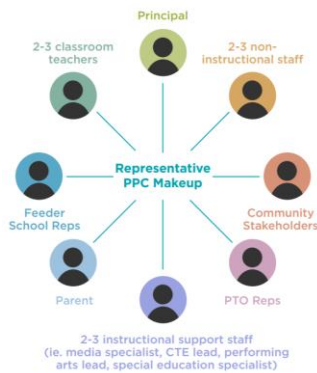 Principal
2-3 classroom
teachers
2-3 non-
instructional staff
Representative
PPC Makeup
Feeder
School Reps
Community
Stakeholders
Parent
PTO Reps
2-3 instructional support staff
(ie. media specialist, CTE lead, performing
arts lead, special education specialist)